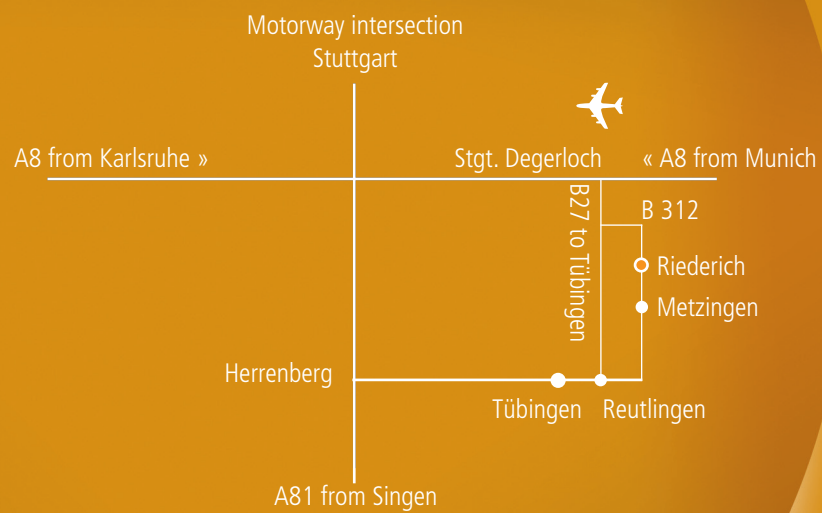 Motorway intersection
Stuttgart
A8 from Karlsruhe »
Stgt. Degerloch
« A8 from Munich
B27 to Tübingen
B 312
Riederich
Metzingen
Herrenberg
Tübingen
Reutlingen
A81 from Singen